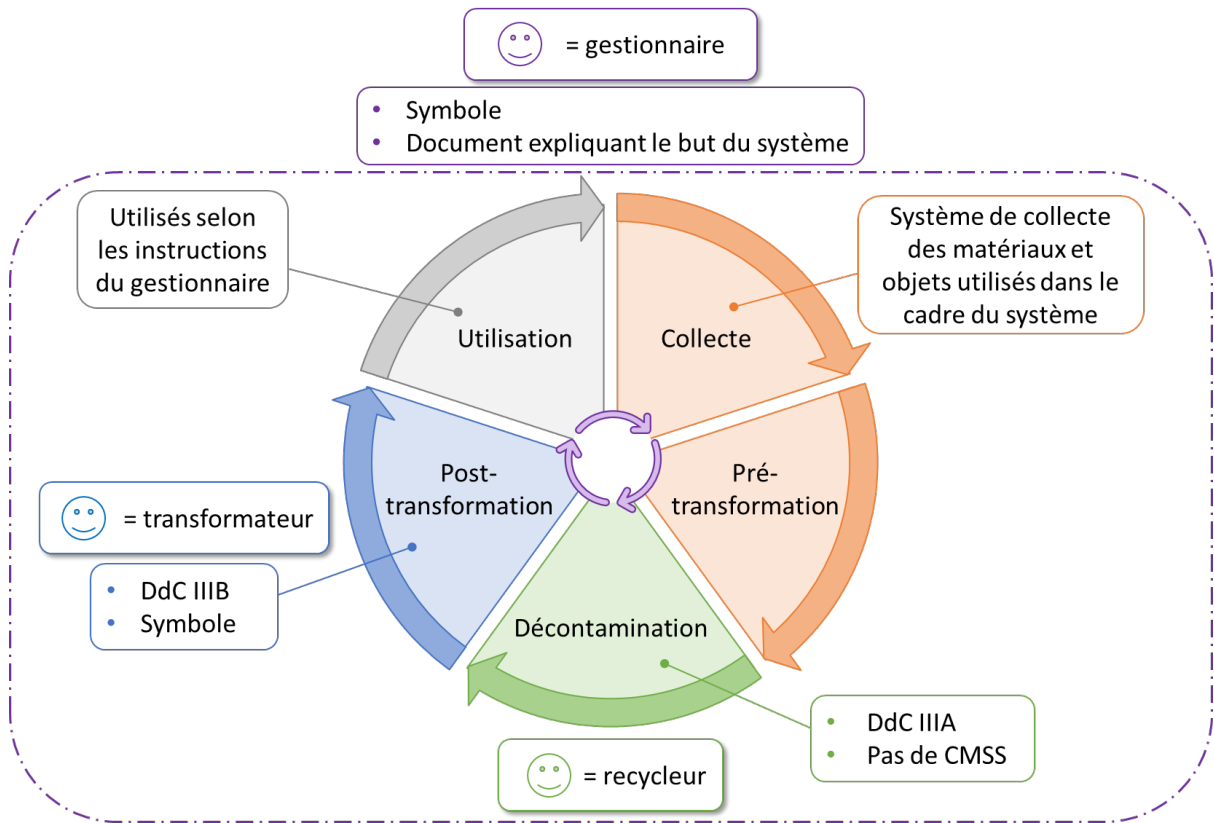 = gestionnaire
• Symbole
• Document expliquant le but du système
Utilisés selon
les instructions
du gestionnaire
Système de collecte
des matériaux et
objets utilisés dans le
cadre du système
Utilisation
Collecte
Post-
transformation
Pré-
transformation
= transformateur
• DdC IIIB
• Symbole
Décontamination
• DdC IIIA
• Pas de CMSS
= recycleur